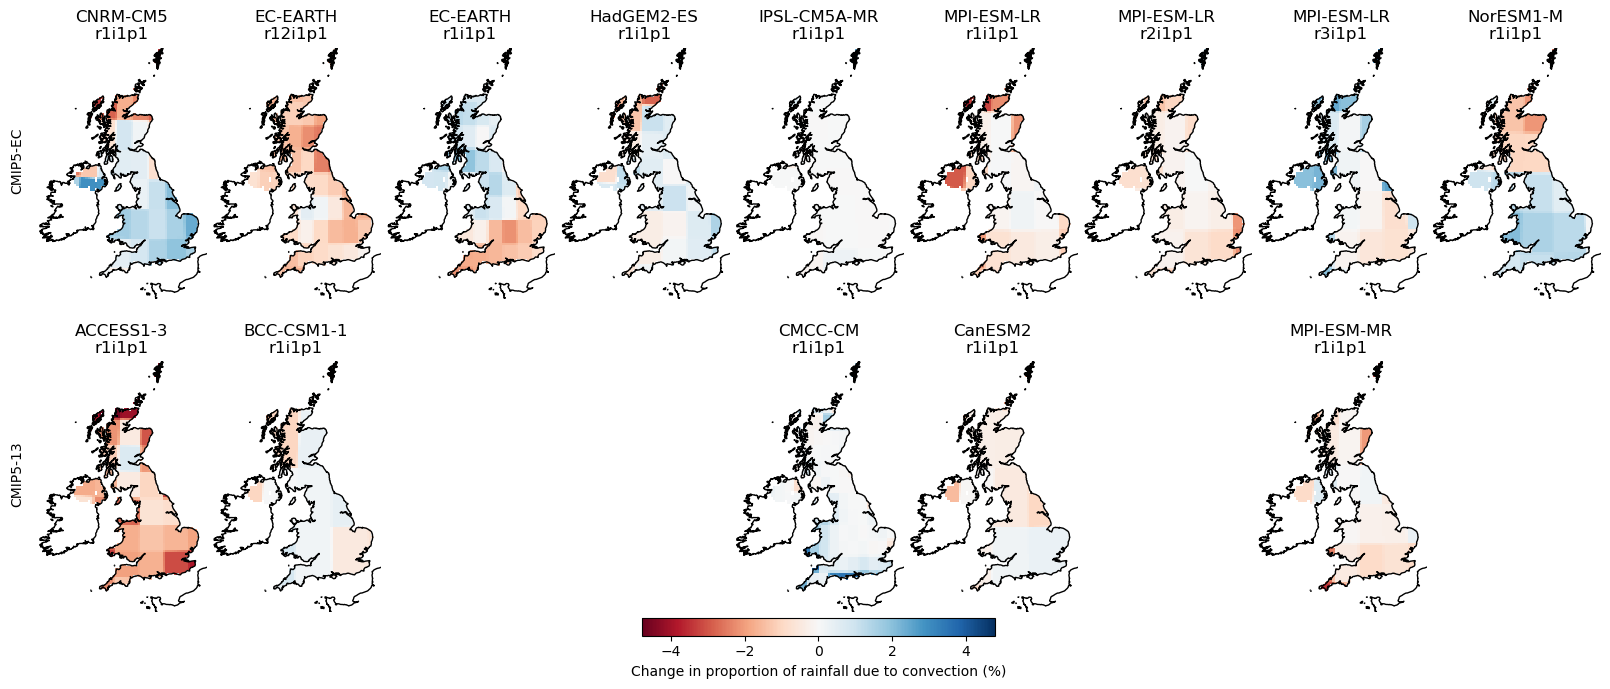 CNRM-CM5
r1i1p1
EC-EARTH
r12i1p1
EC-EARTH
r1i1p1
HadGEM2-ES
r1i1p1
IPSL-CM5A-MR
r1i1p1
MPI-ESM-LR
r1i1p1
MPI-ESM-LR
r2i1p1
MPI-ESM-LR
r3i1p1
NorESM1-M
r1i1p1
CMIP5-EC
ACCESS1-3
r1i1p1
BCC-CSM1-1
r1i1p1
CMCC-CM
r1i1p1
CanESM2
r1i1p1
MPI-ESM-MR
r1i1p1
CMIP5-13
−4 −2 0 2 4
Change in proportion of rainfall due to convection (%)